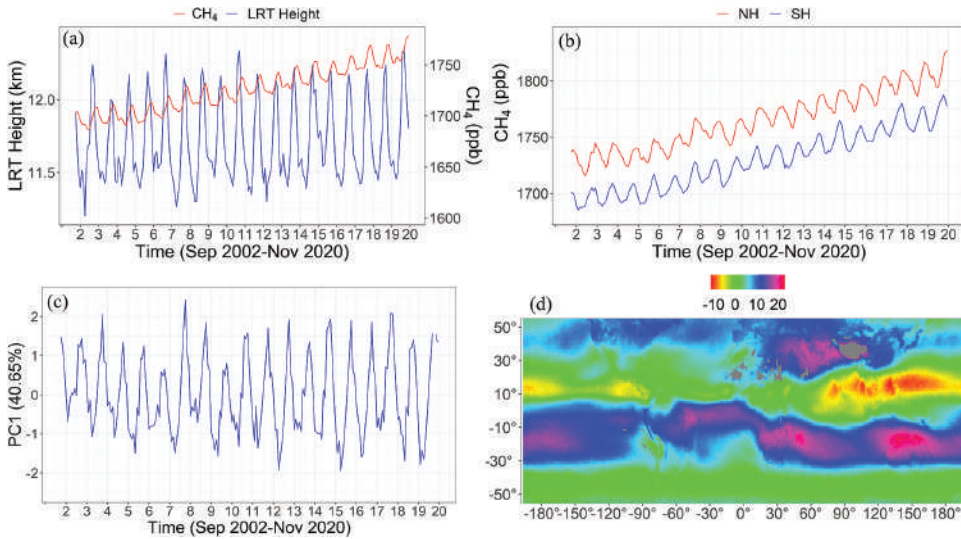 CH₄ LRT Height
(a)
LRT Height (km)
12.0
11.5
1750
1700
1650
1600
CH₄ (ppb)
2 3 4 5 6 7 8 9 10 11 12 13 14 15 16 17 18 19 20
Time (Sep 2002-Nov 2020)
NH SH
(b)
CH₄ (ppb)
1800
1750
1700
2 3 4 5 6 7 8 9 10 11 12 13 14 15 16 17 18 19 20
Time (Sep 2002-Nov 2020)
(c)
PC1 (40.65%)
2
1
0
-1
-2
2 3 4 5 6 7 8 9 10 11 12 13 14 15 16 17 18 19 20
Time (Sep 2002-Nov 2020)
-10 0 10 20
(d)
50°
30°
10°
-10°
-30°
-50°
-180°-150°-120° -90° -60° -30° 0° 30° 60° 90° 120° 150° 180°